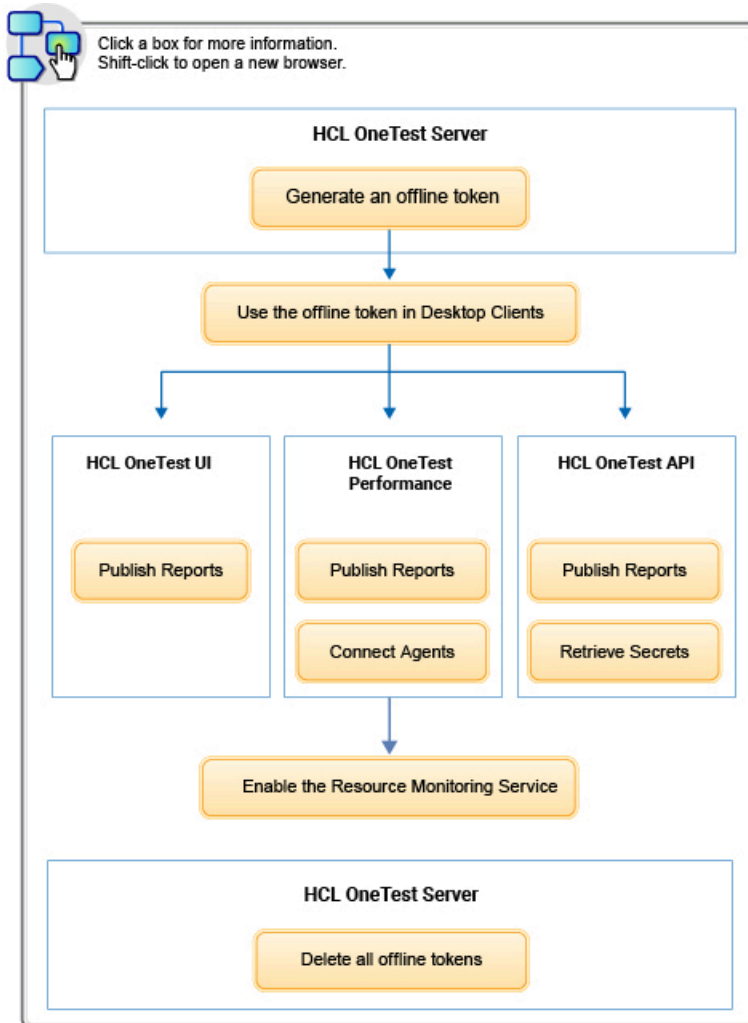 Click a box for more information.
Shift-click to open a new browser.
HCL OneTest Server
Generate an offline token
Use the offline token in Desktop Clients
HCL OneTest UI
Publish Reports
HCL OneTest
Performance
Publish Reports
Connect Agents
HCL OneTest API
Publish Reports
Retrieve Secrets
Enable the Resource Monitoring Service
HCL OneTest Server
Delete all offline tokens